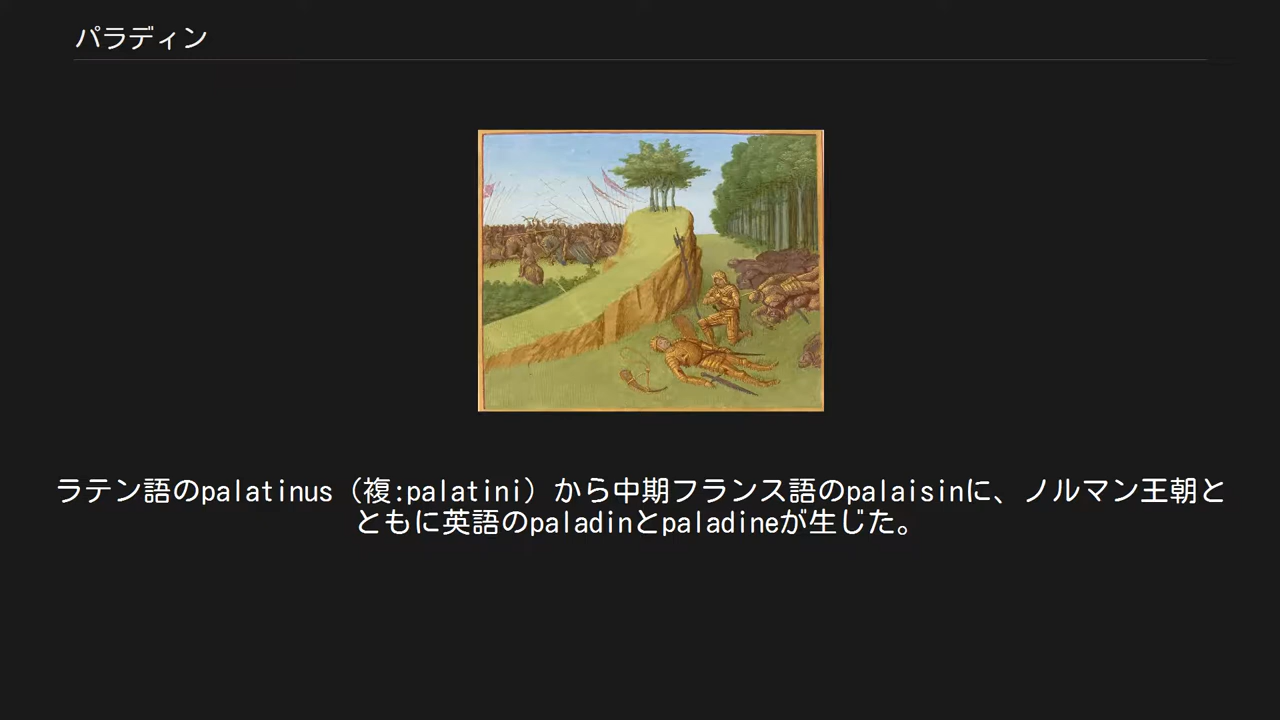 パラディン
ラテン語のpalatinus（複:palatini）から中期フランス語のpalaisinに、ノルマン王朝と
ともに英語のpaladinとpaladineが生じた。